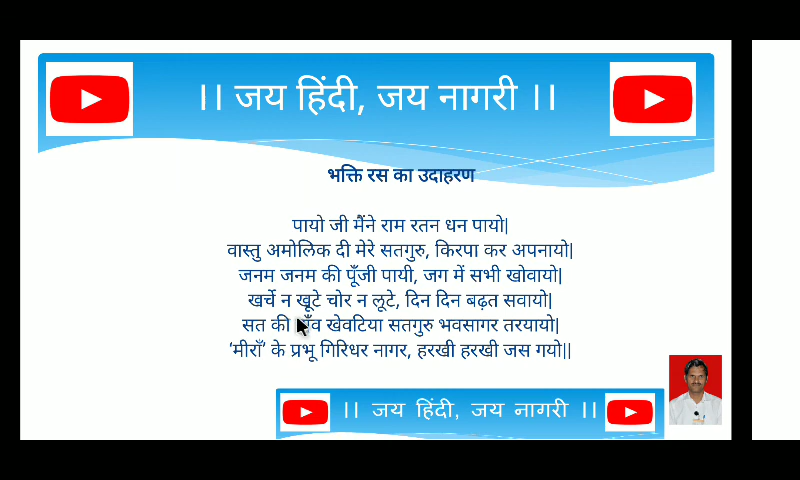 ।। जय हिंदी, जय नागरी ।।
भक्ति रस का उदाहरण
पायो जी मैंने राम रतन धन पायो|
वास्तु अमोलिक दी मेरे सतगुरु, किरपा कर अपनायो|
जनम जनम की पूँजी पायी, जग में सभी खोवायो|
खर्चे न खूटे चोर न लूटे, दिन दिन बढ़त सवायो|
सत की खेवटिया सतगुरु भवसागर तरयायो|
'मीराँ' के प्रभू गिरिधर नागर, हरखी हरखी जस गयो||
।। जय हिंदी, जय नागरी ।।